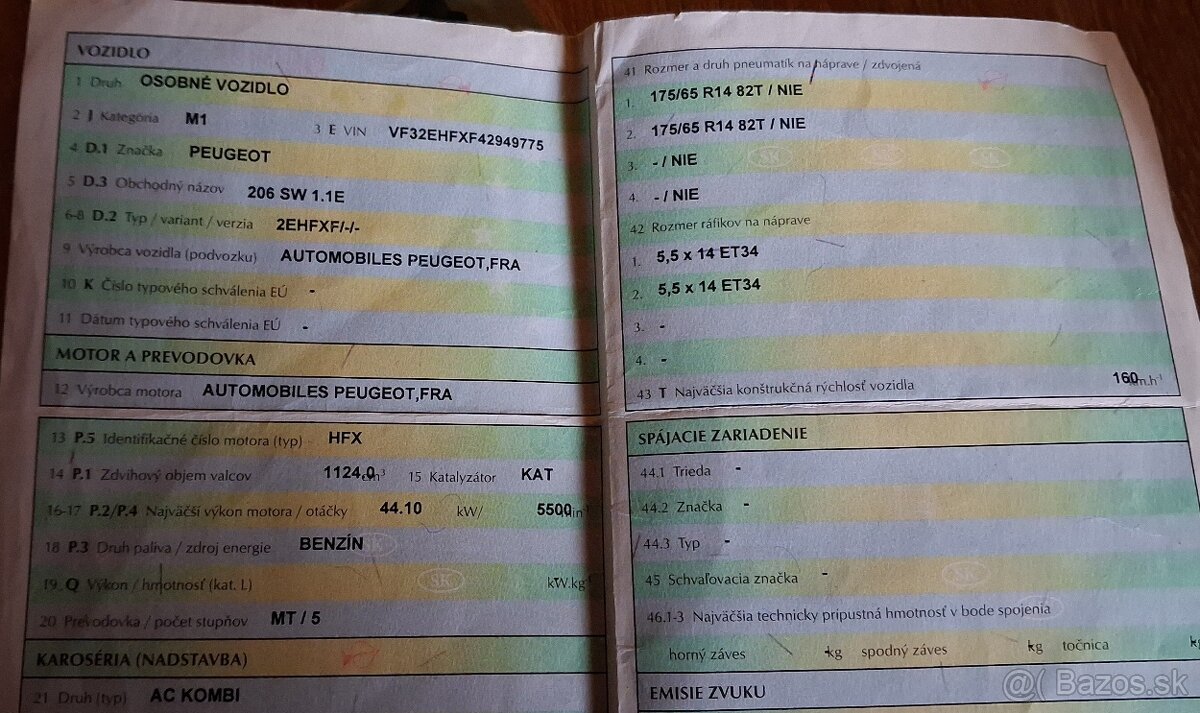 VOZIDLO
1 Druh OSOBNÉ VOZIDLO
2 J Kategória M1 3 E VIN VF32EHFXF42949775
4 D.1 Značka PEUGEOT
5 D.3 Obchodný názov 206 SW 1.1E
6-8 D.2 Typ / variant / verzia 2EHFXF/-/-
9 Výrobca vozidla (podvozku) AUTOMOBILES PEUGEOT,FRA
10 K Číslo typového schválenia EÚ -
11 Dátum typového schválenia EÚ -
MOTOR A PREVODOVKA
12 Výrobca motora AUTOMOBILES PEUGEOT,FRA
13 P.5 Identifikačné číslo motora (typ) HFX
14 P.1 Zdvihový objem valcov 1124.0 cm³ 15 Katalyzátor KAT
16-17 P.2/P.4 Najväčší výkon motora / otáčky 44.10 kW/ 5500 min
18 P.3 Druh paliva / zdroj energie BENZÍN
19 Q Výkon / hmotnosť (kat. L) kW.kg
20 Prevodovka / počet stupňov MT / 5
KAROSÉRIA (NADSTAVBA)
21 Druh (typ) AC KOMBI
41 Rozmer a druh pneumatík na náprave / zdvojená
1. 175/65 R14 82T / NIE
2. 175/65 R14 82T / NIE
3. - / NIE
4. - / NIE
42 Rozmer ráfikov na náprave
1. 5,5 x 14 ET34
2. 5,5 x 14 ET34
3. -
4. -
43 T Najväčšia konštrukčná rýchlosť vozidla 160 km.h⁻¹
SPÁJACIE ZARIADENIE
44.1 Trieda -
44.2 Značka -
44.3 Typ -
45 Schvaľovacia značka -
46.1-3 Najväčšia technicky prípustná hmotnosť v bode spojenia
horný záves - kg spodný záves - kg točnica kg
EMISIE ZVUKU
Bazos.sk